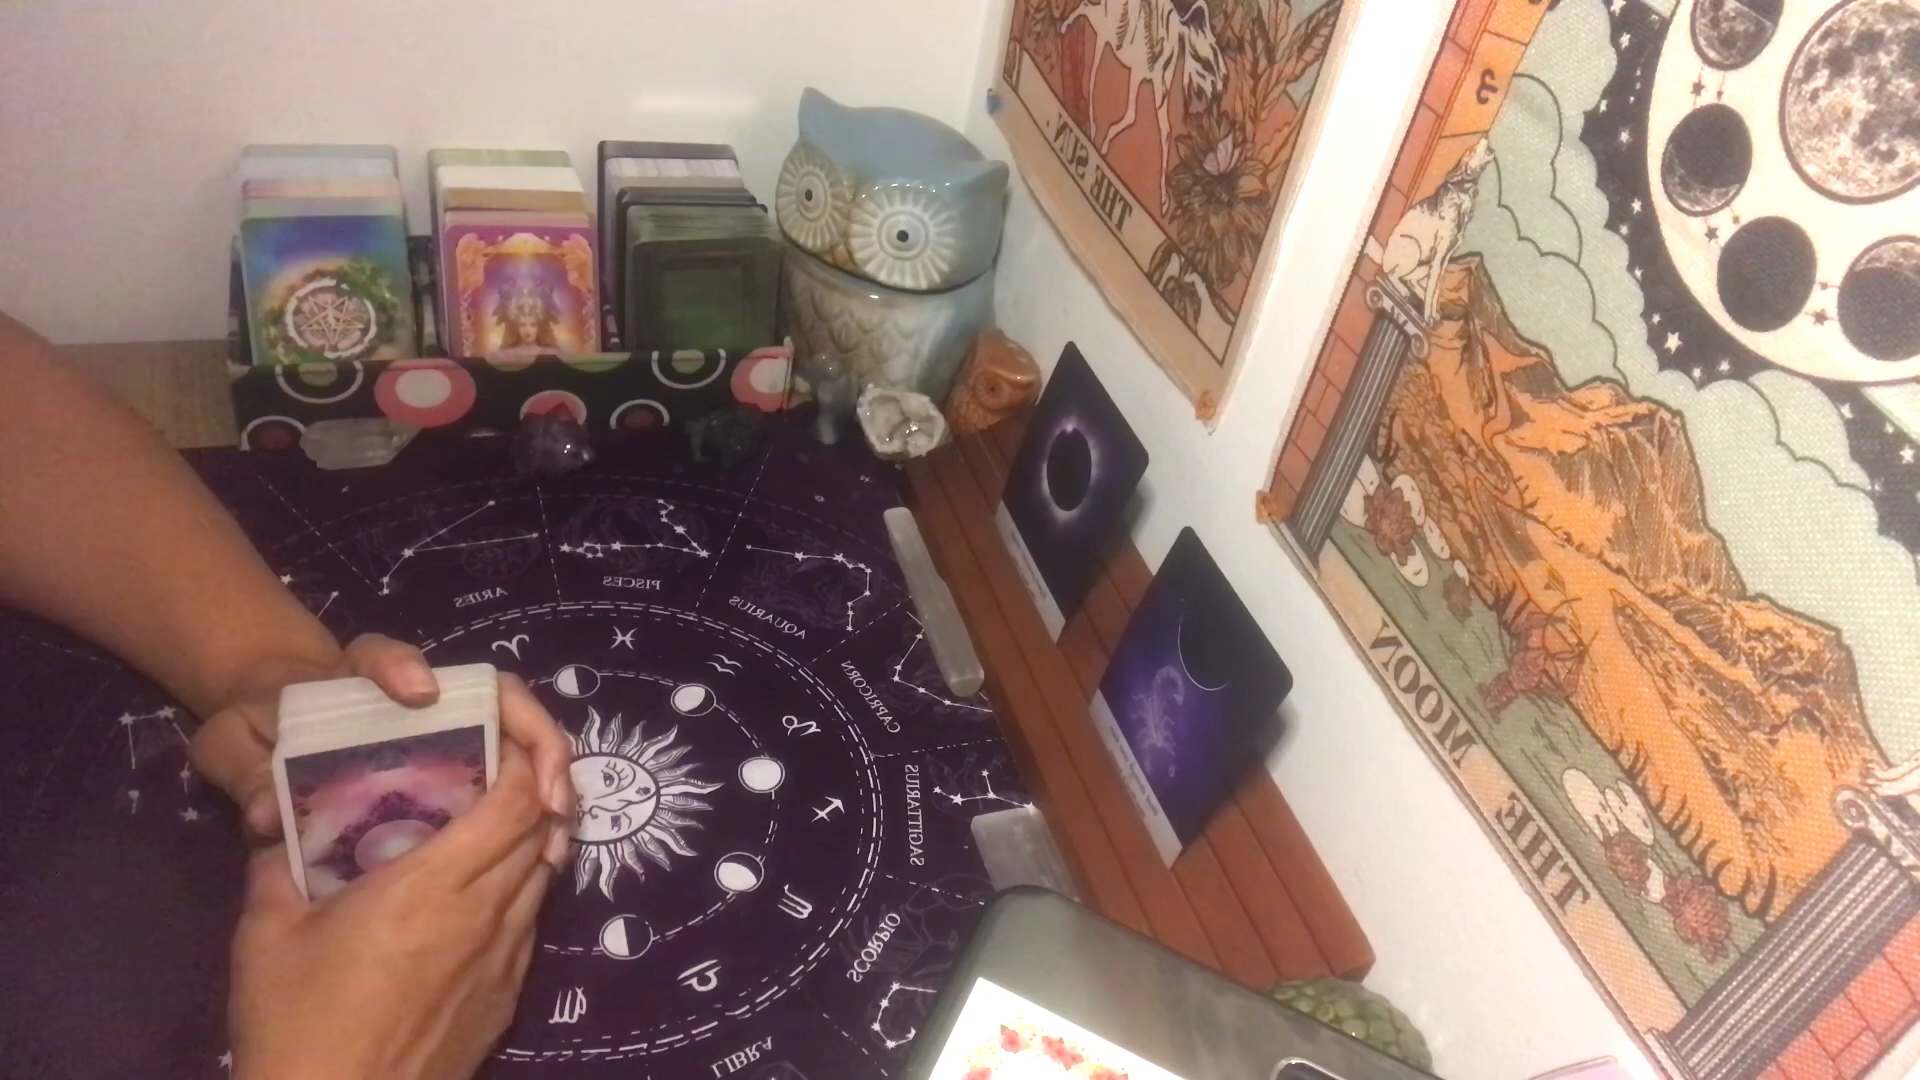 THE SUN
THE MOON
ARIES
PISCES
AQUARIUS
CAPRICORN
SAGITTARIUS
SCORPIO
LIBRA